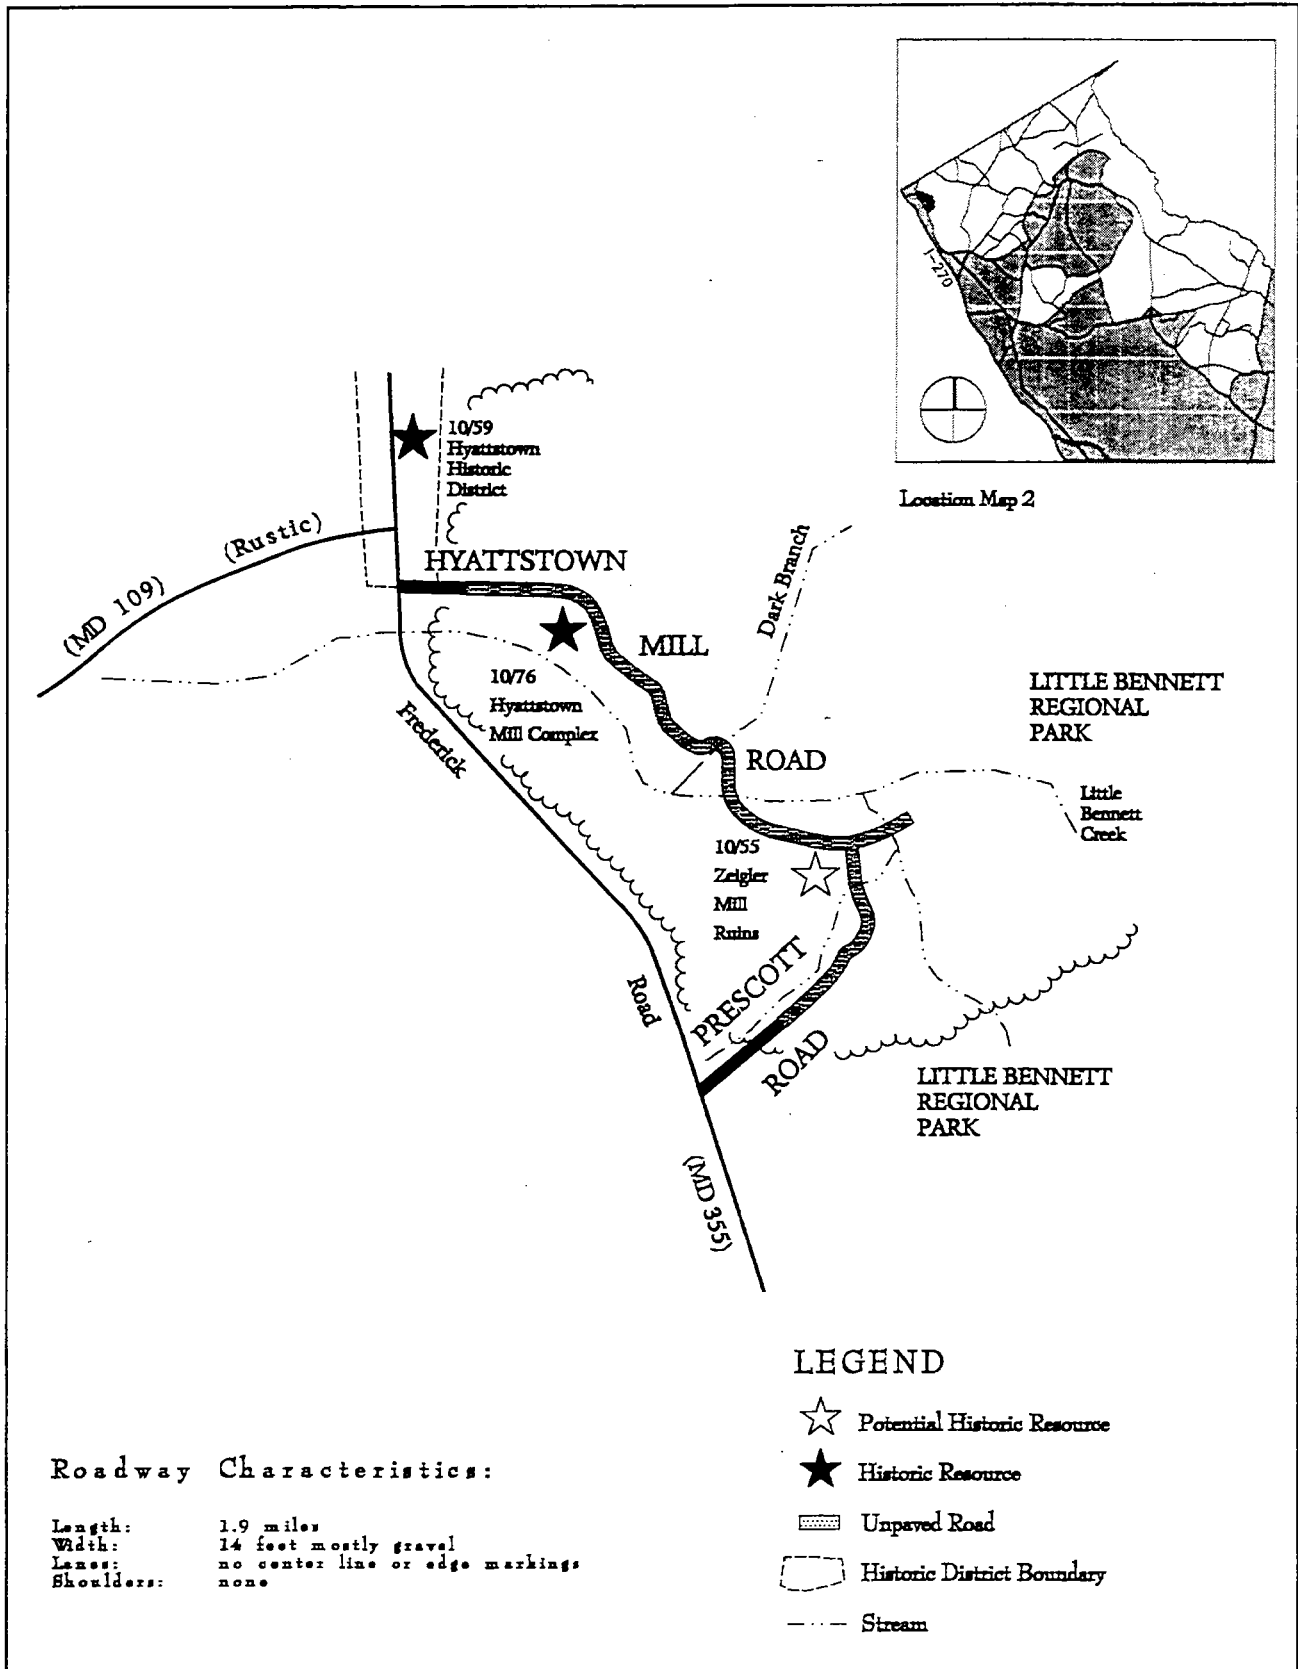 I-270
Location Map 2
10/59
Hyattstown
Historic
District
(Rustic)
(MD 109)
HYATTSTOWN
MILL
ROAD
Dark Branch
10/76
Hyattstown
Mill Complex
LITTLE BENNETT
REGIONAL
PARK
Frederick
Road
Little
Bennett
Creek
10/55
Zeigler
Mill
Ruins
PRESCOTT
ROAD
LITTLE BENNETT
REGIONAL
PARK
(MD 355)
LEGEND
Potential Historic Resource
Historic Resource
Unpaved Road
Historic District Boundary
Stream
Roadway Characteristics:
Length: 1.9 miles
Width: 14 feet mostly gravel
Lanes: no center line or edge markings
Shoulders: none